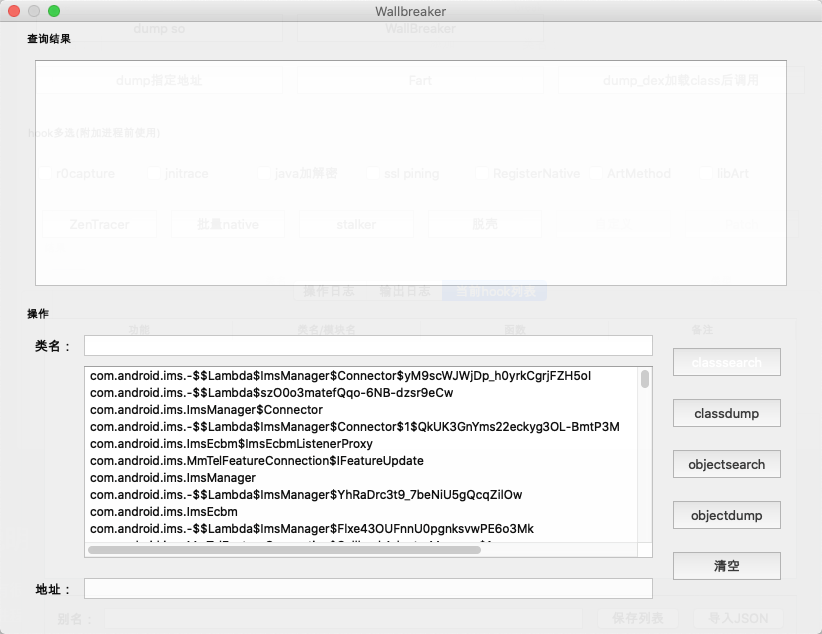 Wallbreaker
dump so
WallBreaker
查询结果
dump指定地址
Fart
dump_dex加载class后调用
hook多选(附加进程前使用)
r0capture
jnitrace
java加解密
ssl pining
RegisterNative
ArtMethod
libArt
ZenTracer
批量native
stalker
脱壳
操作日志
输出日志
当前hook列表
操作
功能
类名/模块名
函数
备注
类名：
classsearch
com.android.ims.-$$Lambda$ImsManager$Connector$yM9scWJWjDp_h0yrkCgrjFZH5oI
com.android.ims.-$$Lambda$szO0o3matefQqo-6NB-dzsr9eCw
com.android.ims.ImsManager$Connector
classdump
com.android.ims.-$$Lambda$ImsManager$Connector$1$QkUK3GnYms22eckyg3OL-BmtP3M
com.android.ims.ImsEcbm$ImsEcbmListenerProxy
com.android.ims.MmTelFeatureConnection$IFeatureUpdate
objectsearch
com.android.ims.ImsManager
com.android.ims.-$$Lambda$ImsManager$YhRaDrc3t9_7beNiU5gQcqZilOw
com.android.ims.ImsEcbm
objectdump
com.android.ims.-$$Lambda$ImsManager$Flxe43OUFnnU0pgnksvwPE6o3Mk
清空
地址：
别名：
保存列表
导入JSON